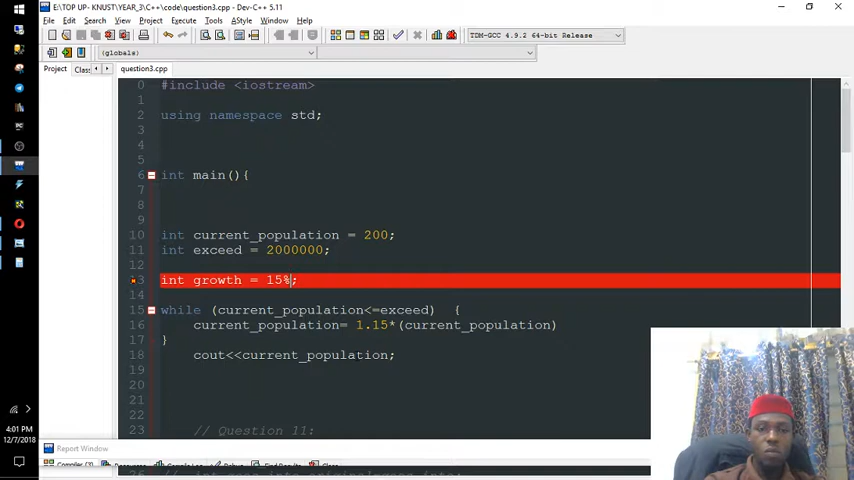 E:\TOP UP- KNUST\YEAR_3\C++\code\question3.cpp - Dev-C++ 5.11
File Edit Search View Project Execute Tools AStyle Window Help
TDM-GCC 4.9.2 64-bit Release
(globals)
Project Clas question3.cpp
0 #include <iostream>
1
2 using namespace std;
3
4
5
6 int main(){
7
8
9
10 int current_population = 200;
11 int exceed = 2000000;
12
13 int growth = 15%;
14
15 while (current_population<=exceed) {
16 current_population= 1.15*(current_population)
17 }
18 cout<<current_population;
19
20
21
22
23 // Question 11:
Report Window
Compiler (3) Resources Compile Log Debug Find Results Close
4:01 PM
12/7/2018